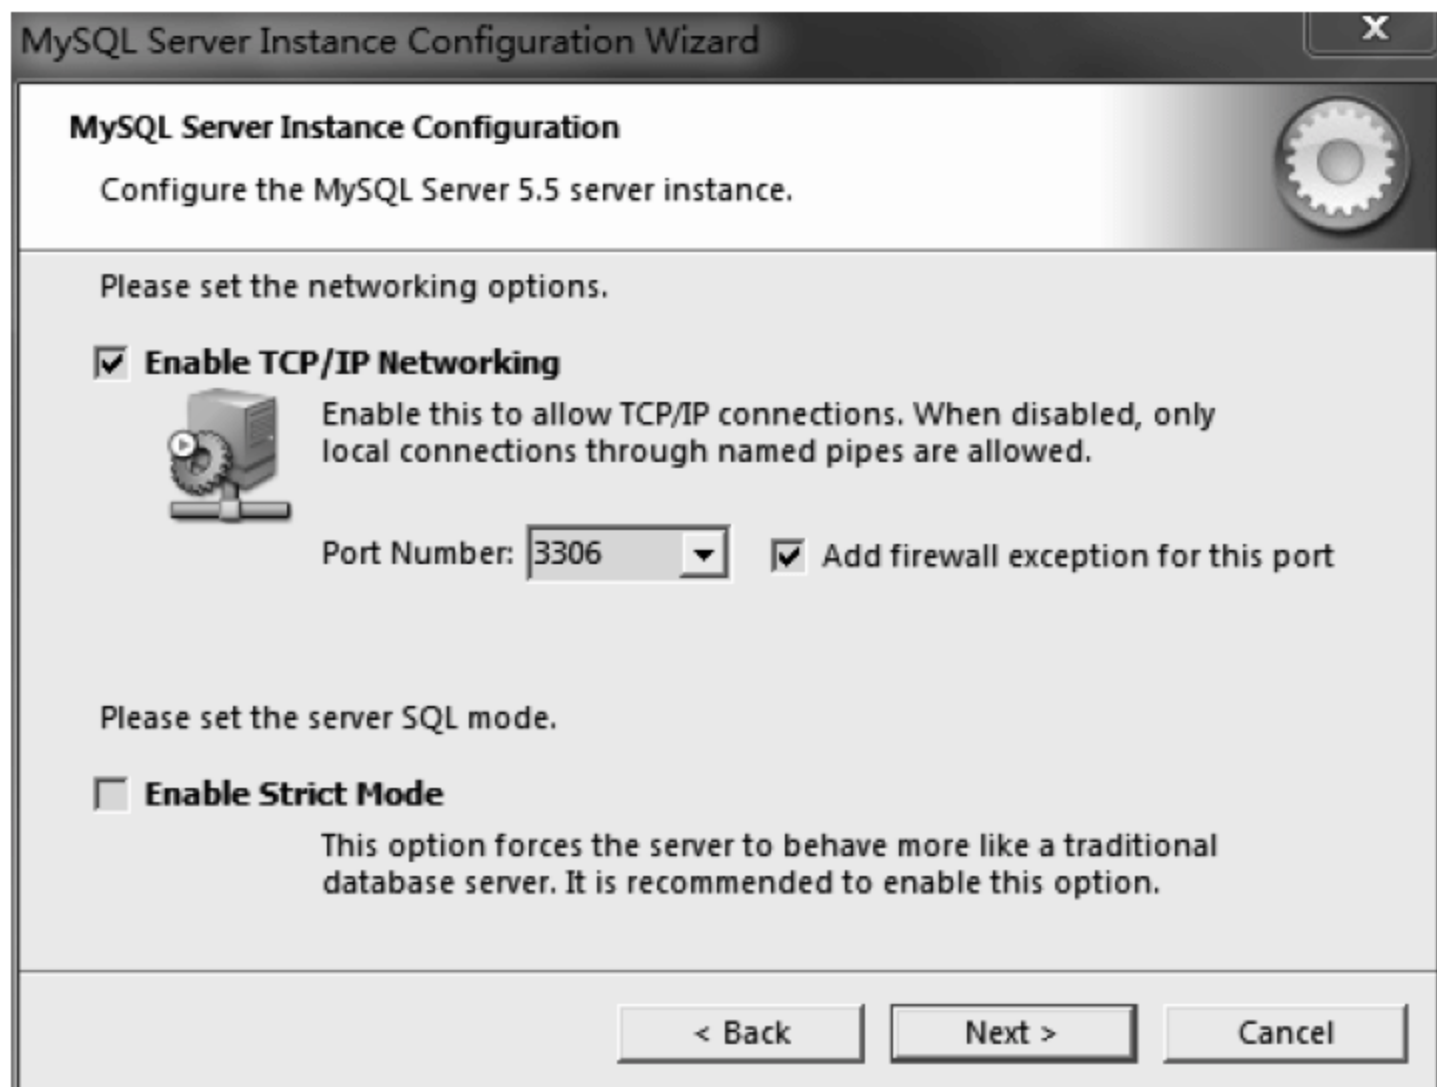 MySQL Server Instance Configuration Wizard
X
MySQL Server Instance Configuration
Configure the MySQL Server 5.5 server instance.
Please set the networking options.
Enable TCP/IP Networking
Enable this to allow TCP/IP connections. When disabled, only
local connections through named pipes are allowed.
Port Number: 3306 Add firewall exception for this port
Please set the server SQL mode.
Enable Strict Mode
This option forces the server to behave more like a traditional
database server. It is recommended to enable this option.
< Back Next > Cancel